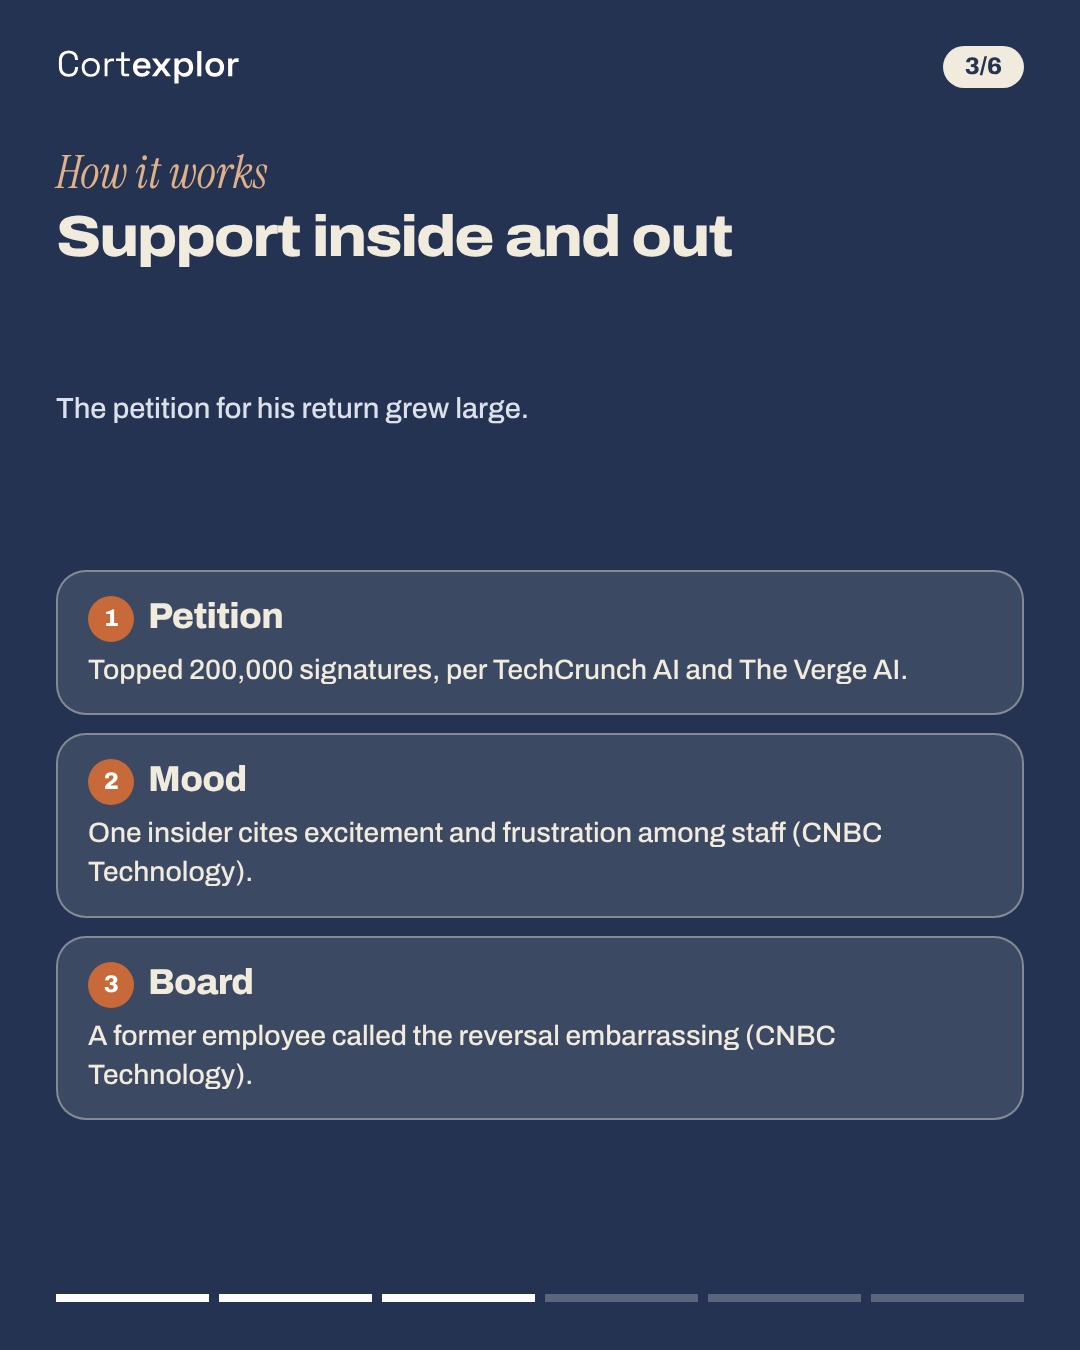 Cortexplor
3/6
How it works
Support inside and out
The petition for his return grew large.
1 Petition
Topped 200,000 signatures, per TechCrunch AI and The Verge AI.
2 Mood
One insider cites excitement and frustration among staff (CNBC
Technology).
3 Board
A former employee called the reversal embarrassing (CNBC
Technology).